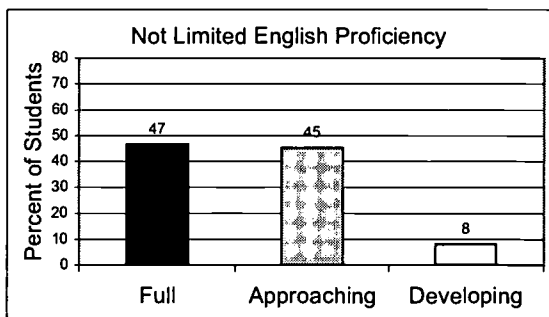 Not Limited English Proficiency
Percent of Students
80
70
60
50
40
30
20
10
0
47
45
8
Full
Approaching
Developing